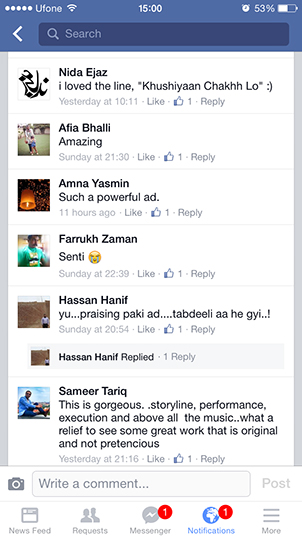 Ufone 15:00 53%
Search
Nida Ejaz
i loved the line, "Khushiyaan Chakhh Lo" :)
Yesterday at 10:11 · Like · 1 · Reply
Afia Bhalli
Amazing
Sunday at 21:30 · Like · 1 · Reply
Amna Yasmin
Such a powerful ad.
11 hours ago · Like · 1 · Reply
Farrukh Zaman
Senti 😭
Sunday at 22:39 · Like · 1 · Reply
Hassan Hanif
yu...praising paki ad....tabdeeli aa he gyi..!
Sunday at 20:54 · Like · 1 · Reply
Hassan Hanif Replied · 1 Reply
Sameer Tariq
This is gorgeous. .storyline, performance,
execution and above all the music..what a
relief to see some great work that is original
and not pretencious
Yesterday at 21:16 · Like · 1 · Reply
Write a comment... Post
1 1
News Feed Requests Messenger Notifications More